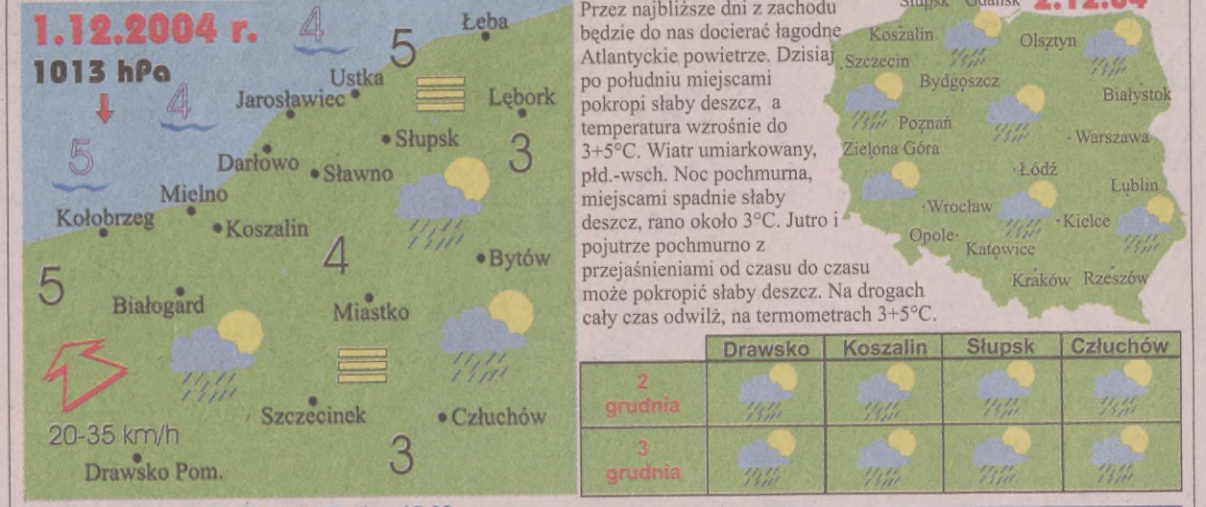 1.12.2004 r.
1013 hPa
4
5
Łeba
Ustka
4
Jarosławiec
Lębork
Słupsk
3
5
Darłowo
Sławno
Mielno
Kołobrzeg
Koszalin
4
Bytów
5
Białogard
Miastko
Szczecinek
Człuchów
20-35 km/h
3
Drawsko Pom.
Przez najbliższe dni z zachodu
będzie do nas docierać łagodne
Atlantyckie powietrze. Dzisiaj
po południu miejscami
pokropi słaby deszcz, a
temperatura wzrośnie do
3+5°C. Wiatr umiarkowany,
płd.-wsch. Noc pochmurna,
miejscami spadnie słaby
deszcz, rano około 3°C. Jutro i
pojutrze pochmurno z
przejaśnieniami od czasu do czasu
może pokropić słaby deszcz. Na drogach
cały czas odwilż, na termometrach 3+5°C.
Słupsk Gdańsk 2.12.04
Koszalin
Olsztyn
Szczecin
Bydgoszcz
Białystok
Poznań
Warszawa
Zielona Góra
Łódź
Lublin
Wrocław
Kielce
Opole
Katowice
Kraków Rzeszów
Drawsko Koszalin Słupsk Człuchów
2
grudnia
3
grudnia